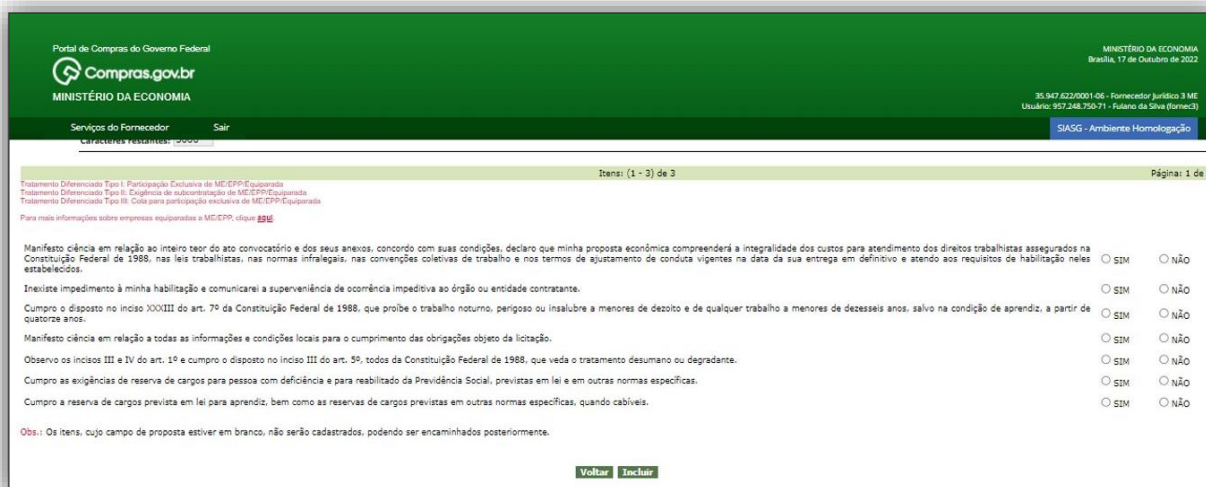 Portal de Compras do Governo Federal
MINISTÉRIO DA ECONOMIA
Brasília, 17 de Outubro de 2022
Compras.gov.br
MINISTÉRIO DA ECONOMIA
35.947.622/0001-06 - Fornecedor Jurídico 3 ME
Usuário: 957.248.750-71 - Fulano da Silva (fornec3)
Serviços do Fornecedor Sair SIASG - Ambiente Homologação
Caracteres restantes: 5000
Itens: (1 - 3) de 3 Página: 1 de
Tratamento Diferenciado Tipo I: Participação Exclusiva de ME/EPP/Equiparada
Tratamento Diferenciado Tipo II: Exigência de subcontratação de ME/EPP/Equiparada
Tratamento Diferenciado Tipo III: Cota para participação exclusiva de ME/EPP/Equiparada
Para mais informações sobre empresas equiparadas a ME/EPP, clique aqui.
Manifesto ciência em relação ao inteiro teor do ato convocatório e dos seus anexos, concordo com suas condições, declaro que minha proposta econômica compreenderá a integralidade dos custos para atendimento dos direitos trabalhistas assegurados na
Constituição Federal de 1988, nas leis trabalhistas, nas normas infralegais, nas convenções coletivas de trabalho e nos termos de ajustamento de conduta vigentes na data da sua entrega em definitivo e atendo aos requisitos de habilitação neles SIM NÃO
estabelecidos.
Inexiste impedimento à minha habilitação e comunicarei a superveniência de ocorrência impeditiva ao órgão ou entidade contratante. SIM NÃO
Cumpro o disposto no inciso XXXIII do art. 7º da Constituição Federal de 1988, que proíbe o trabalho noturno, perigoso ou insalubre a menores de dezoito e de qualquer trabalho a menores de dezesseis anos, salvo na condição de aprendiz, a partir de SIM NÃO
quatorze anos.
Manifesto ciência em relação a todas as informações e condições locais para o cumprimento das obrigações objeto da licitação. SIM NÃO
Observo os incisos III e IV do art. 1º e cumpro o disposto no inciso III do art. 5º, todos da Constituição Federal de 1988, que veda o tratamento desumano ou degradante. SIM NÃO
Cumpro as exigências de reserva de cargos para pessoa com deficiência e para reabilitado da Previdência Social, previstas em lei e em outras normas específicas. SIM NÃO
Cumpro a reserva de cargos prevista em lei para aprendiz, bem como as reservas de cargos previstas em outras normas específicas, quando cabíveis. SIM NÃO
Obs.: Os itens, cujo campo de proposta estiver em branco, não serão cadastrados, podendo ser encaminhados posteriormente.
Voltar Incluir